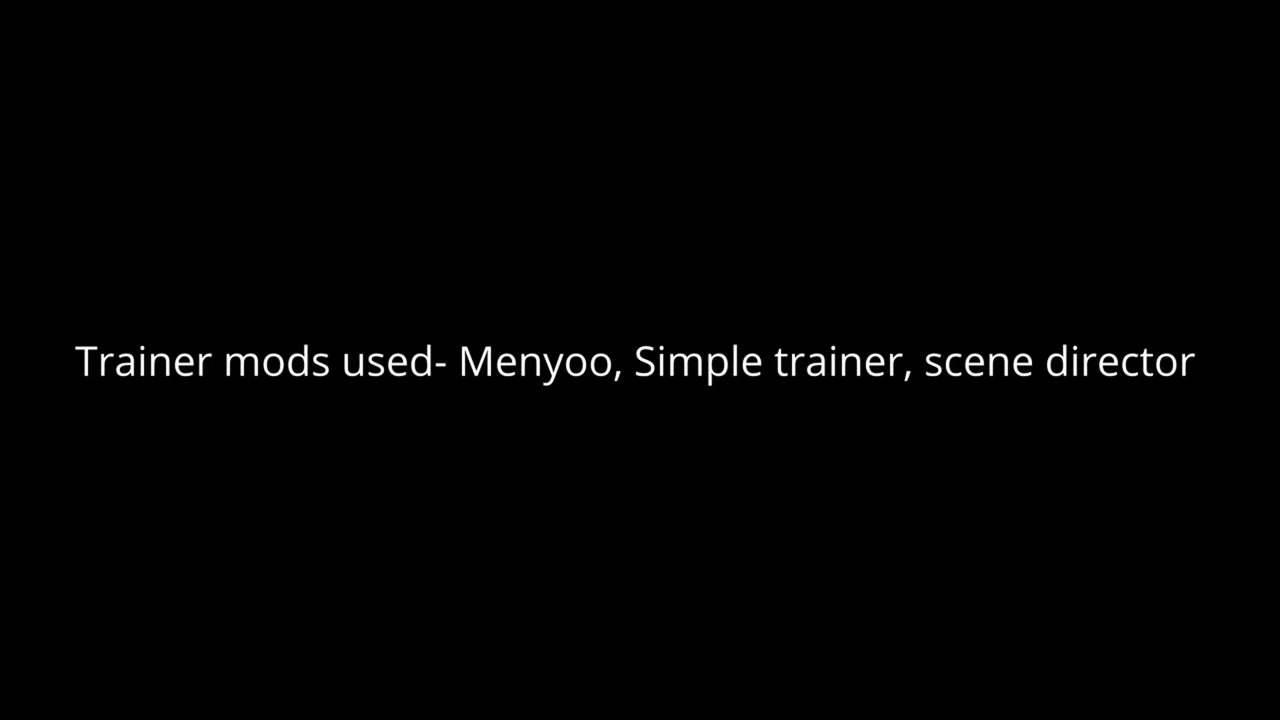 Trainer mods used- Menyoo, Simple trainer, scene director